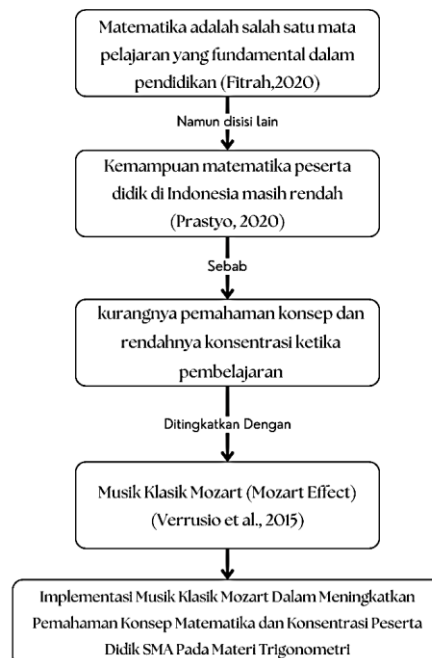 Matematika adalah salah satu mata
pelajaran yang fundamental dalam
pendidikan (Fitrah,2020)
Namun disisi lain
Kemampuan matematika peserta
didik di Indonesia masih rendah
(Prastyo, 2020)
Sebab
kurangnya pemahaman konsep dan
rendahnya konsentrasi ketika
pembelajaran
Ditingkatkan Dengan
Musik Klasik Mozart (Mozart Effect)
(Verrusio et al., 2015)
Implementasi Musik Klasik Mozart Dalam Meningkatkan
Pemahaman Konsep Matematika dan Konsentrasi Peserta
Didik SMA Pada Materi Trigonometri